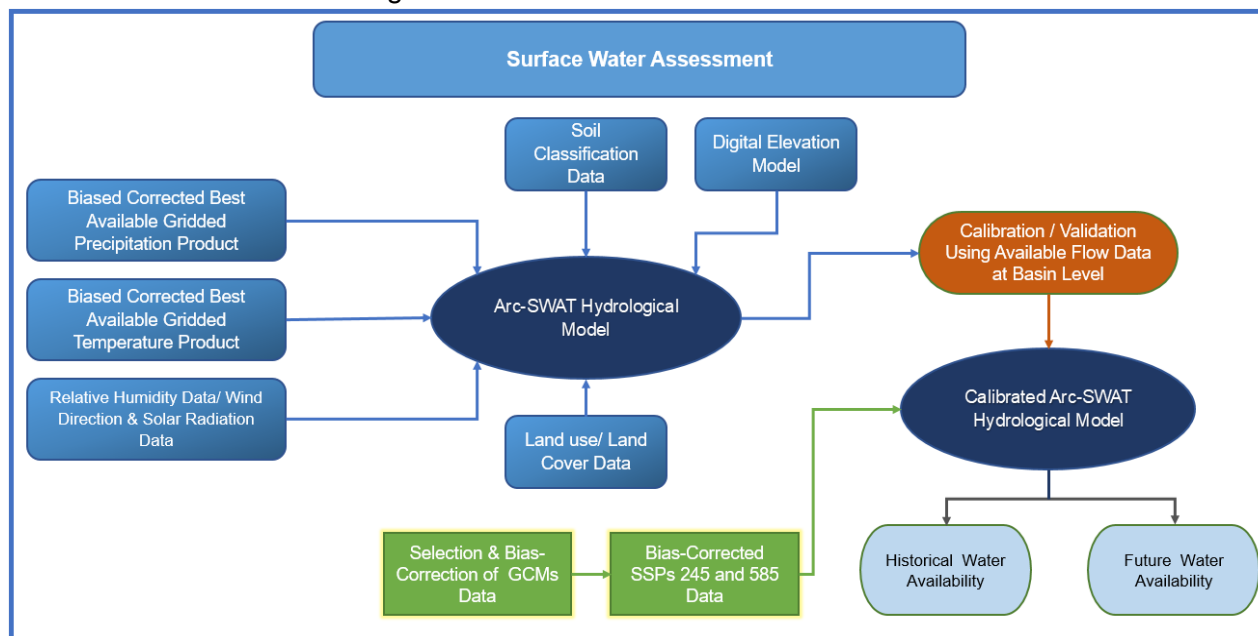 Surface Water Assessment
Soil
Classification
Data
Digital Elevation
Model
Biased Corrected Best
Available Gridded
Precipitation Product
Calibration / Validation
Using Available Flow Data
at Basin Level
Biased Corrected Best
Available Gridded
Temperature Product
Arc-SWAT Hydrological
Model
Relative Humidity Data/ Wind
Direction & Solar Radiation
Data
Land use/ Land
Cover Data
Calibrated Arc-SWAT
Hydrological Model
Selection & Bias-
Correction of GCMs
Data
Bias-Corrected
SSPs 245 and 585
Data
Historical Water
Availability
Future Water
Availability